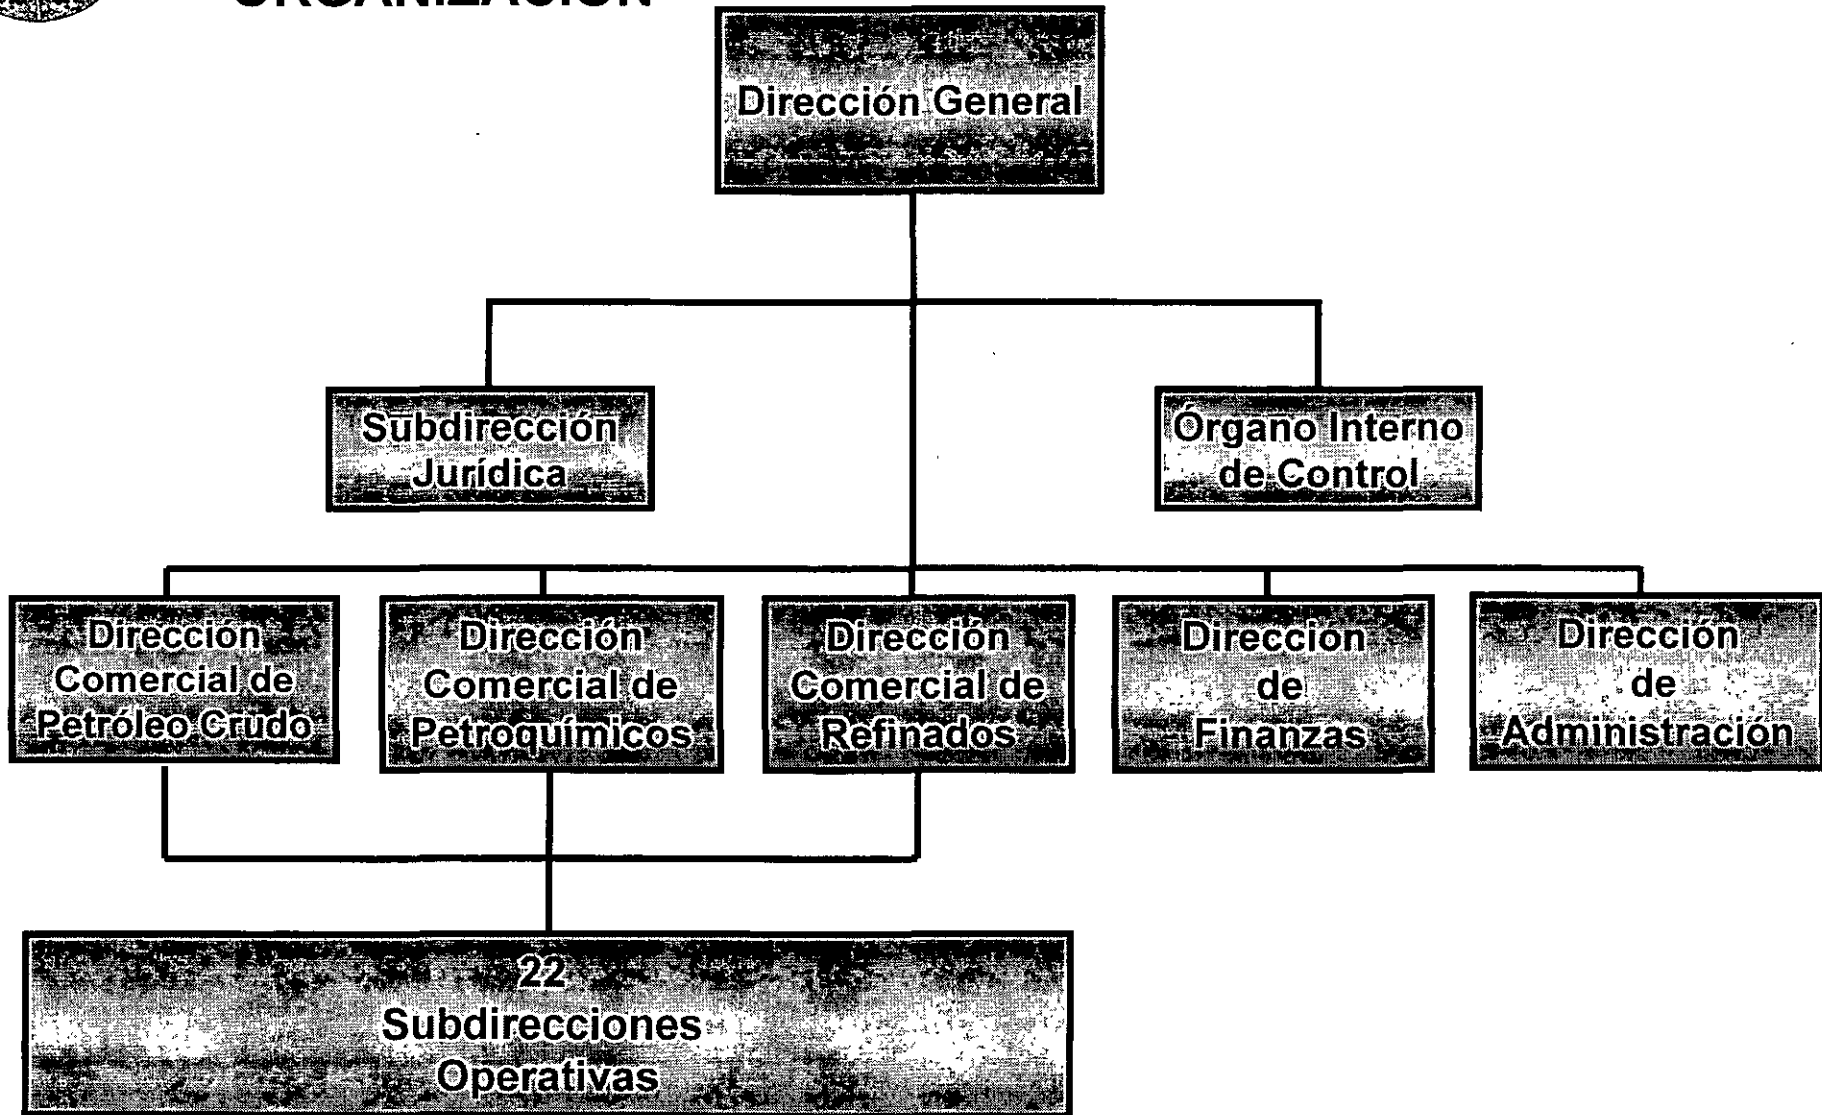 ORGANIZACIÓN
Dirección General
Subdirección
Jurídica
Órgano Interno
de Control
Dirección
Comercial de
Petróleo Crudo
Dirección
Comercial de
Petroquímicos
Dirección
Comercial de
Refinados
Dirección
de
Finanzas
Dirección
de
Administración
22
Subdirecciones
Operativas